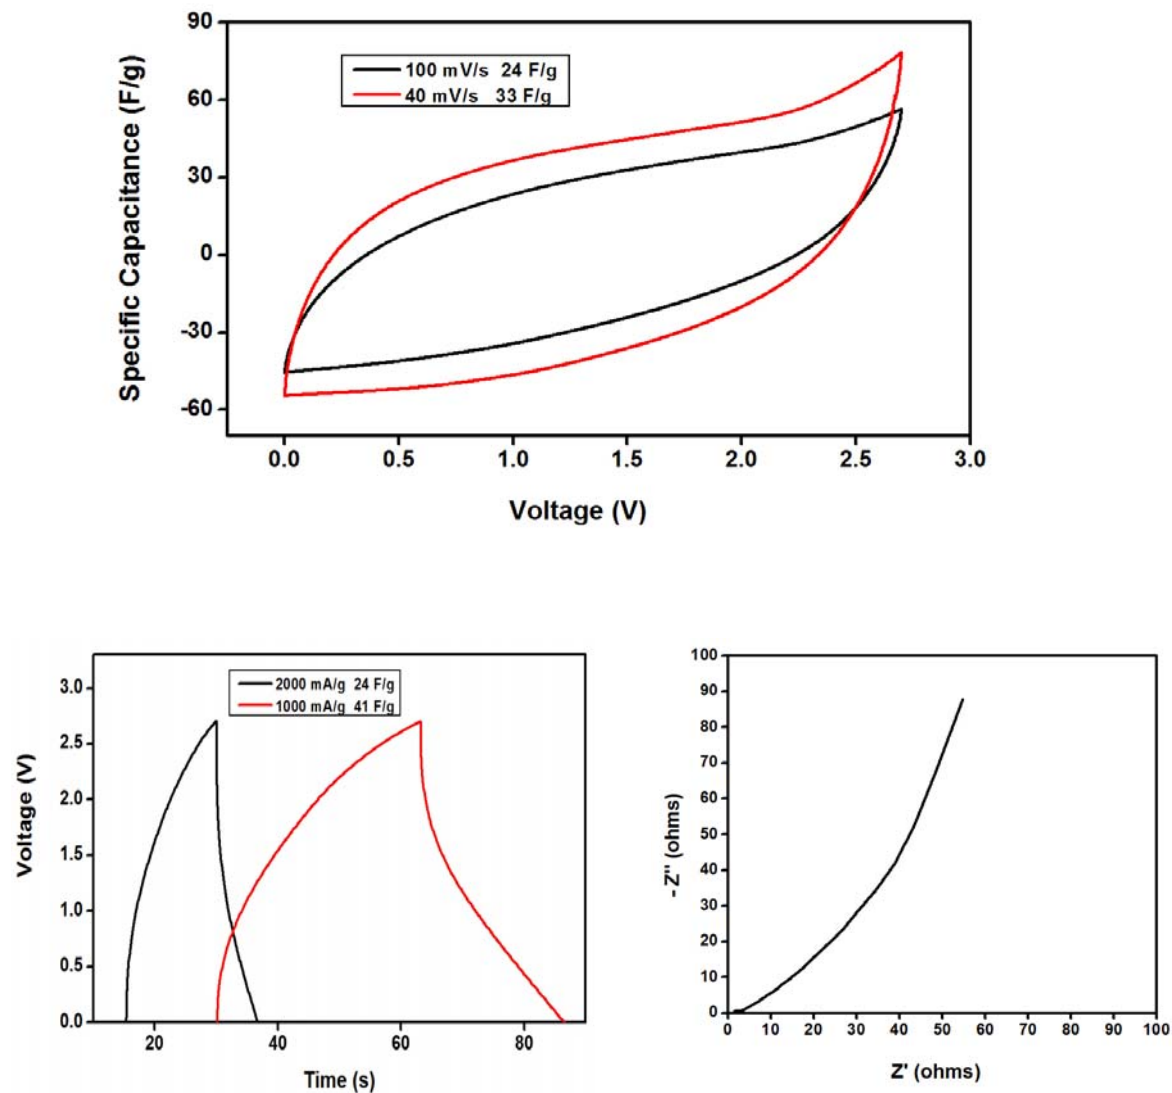 90
60
30
0
-30
-60
Specific Capacitance (F/g)
100 mV/s 24 F/g
40 mV/s 33 F/g
0.0 0.5 1.0 1.5 2.0 2.5 3.0
Voltage (V)
3.0
2.5
2.0
1.5
1.0
0.5
0.0
Voltage (V)
2000 mA/g 24 F/g
1000 mA/g 41 F/g
20 40 60 80
Time (s)
100
90
80
70
60
50
40
30
20
10
0
- Z'' (ohms)
0 10 20 30 40 50 60 70 80 90 100
Z' (ohms)